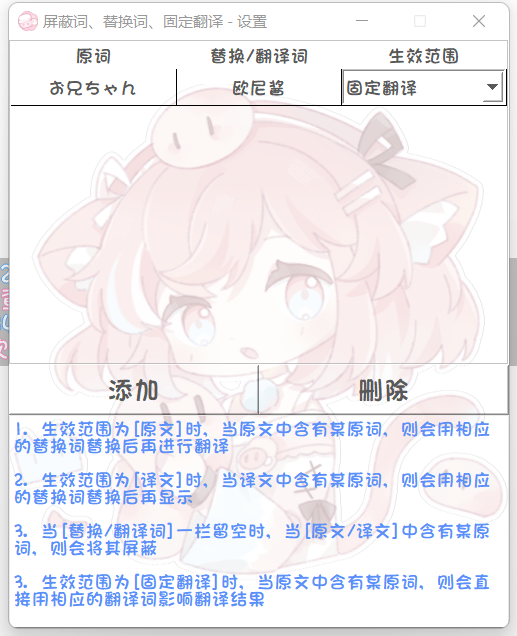 屏蔽词、替换词、固定翻译 - 设置
原词 替换/翻译词 生效范围
お兄ちゃん 欧尼酱 固定翻译
添加 删除
1. 生效范围为[原文]时, 当原文中含有某原词, 则会用相应
的替换词替换后再进行翻译
2. 生效范围为[译文]时, 当译文中含有某原词, 则会用相应
的替换词替换后再显示
3. 当[替换/翻译词]一栏留空时, 当[原文/译文]中含有某原
词, 则会将其屏蔽
3. 生效范围为[固定翻译]时, 当原文中含有某原词, 则会直
接用相应的翻译词影响翻译结果